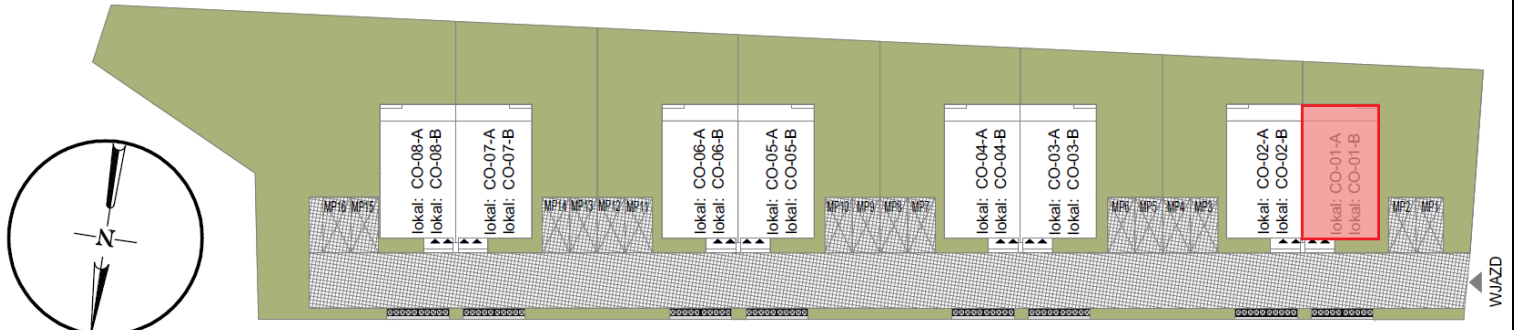 lokal: CO-08-A
lokal: CO-08-B
lokal: CO-07-A
lokal: CO-07-B
lokal: CO-06-A
lokal: CO-06-B
lokal: CO-05-A
lokal: CO-05-B
lokal: CO-04-A
lokal: CO-04-B
lokal: CO-03-A
lokal: CO-03-B
lokal: CO-02-A
lokal: CO-02-B
lokal: CO-01-A
lokal: CO-01-B
MP16 MP15
MP14 MP13 MP12 MP11
MP10 MP9 MP8 MP7
MP6 MP5 MP4 MP3
MP2 MP1
N
WJAZD